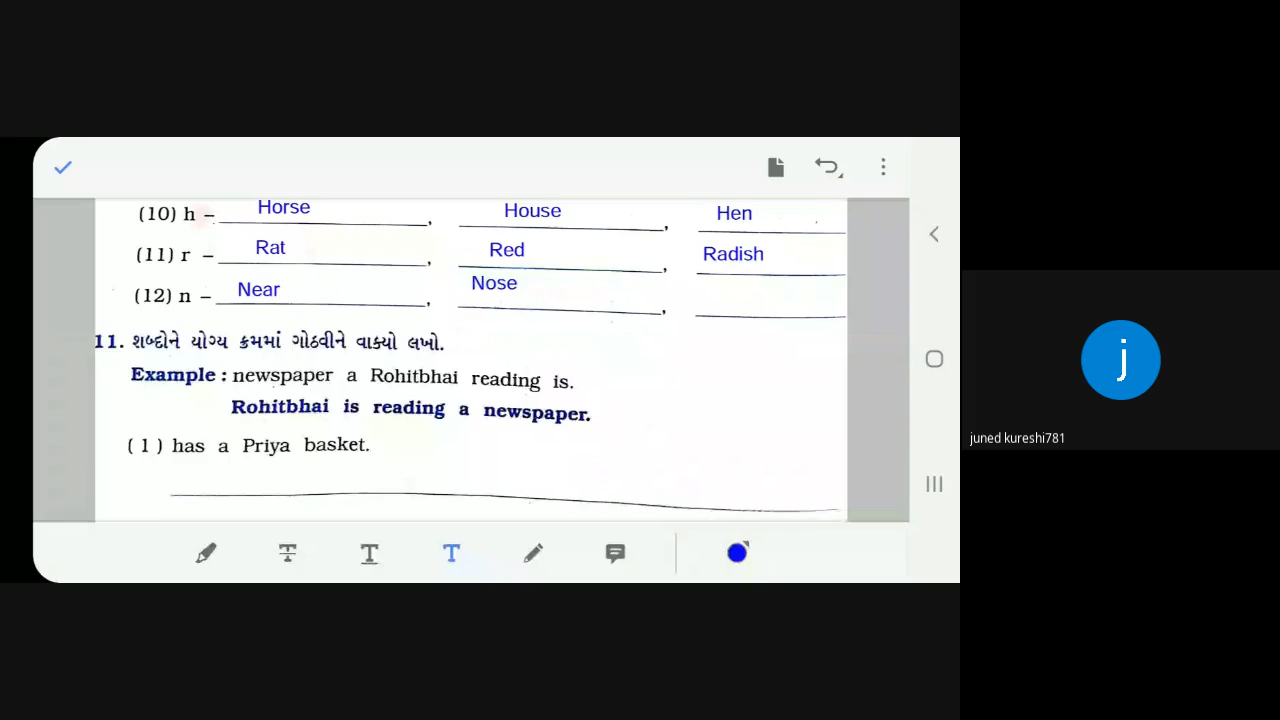 (10) h – Horse, House, Hen
(11) r – Rat, Red, Radish
(12) n – Near, Nose,
11. શબ્દોને યોગ્ય ક્રમમાં ગોઠવીને વાક્યો લખો.
Example : newspaper a Rohitbhai reading is.
Rohitbhai is reading a newspaper.
( 1 ) has a Priya basket.
T T T
j
juned kureshi781